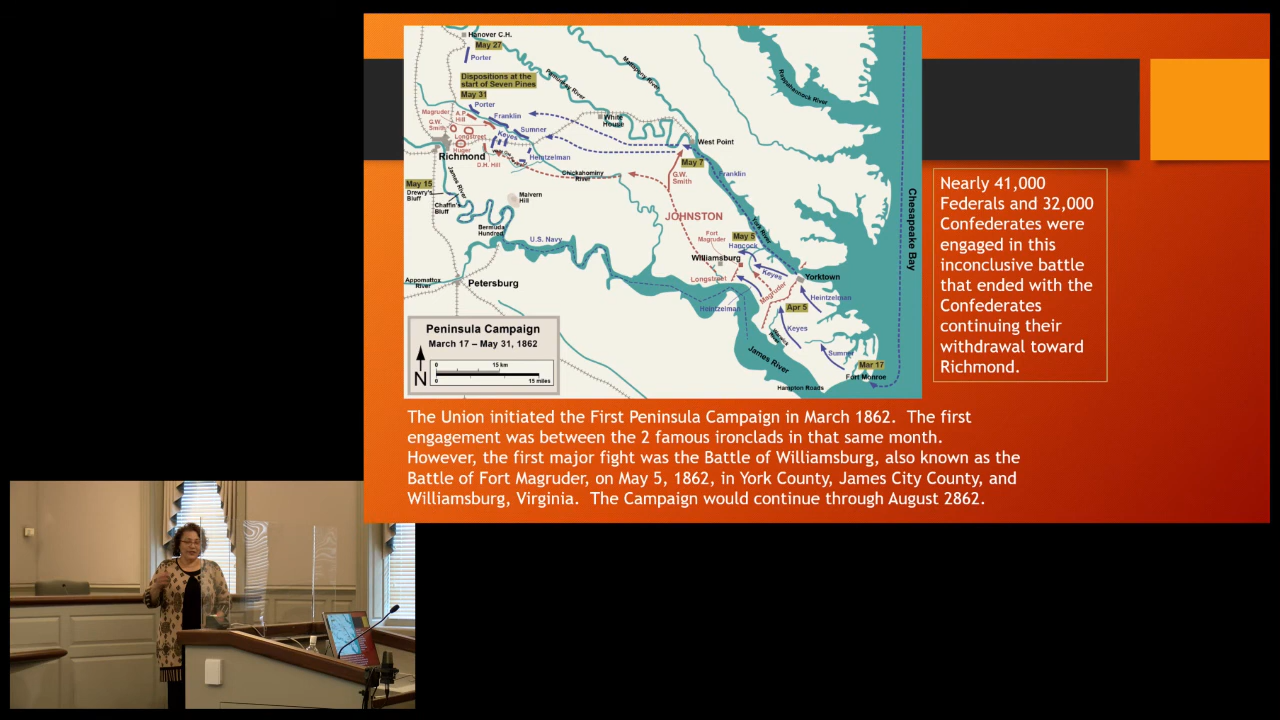 Hanover C.H.
May 27
Porter
Dispositions at the
start of Seven Pines
May 31
Porter
Magruder
A.P.
Hill
G.W.
Smith
Franklin
Longstreet
Keyes
Sumner
Huger
Heintzelman
Richmond
D.H. Hill
Pamunkey River
Mattaponi River
Rappahannock River
White
House
West Point
May 7
G.W.
Smith
Franklin
Chickahominy
River
May 15
Drewry's
Bluff
James River
Chaffin's
Bluff
Malvern
Hill
Bermuda
Hundred
U.S. Navy
JOHNSTON
York River
Fort
Magruder
May 5
Hancock
Williamsburg
Keyes
Yorktown
Longstreet
Magruder
Heintzelman
Heintzelman
Apr 5
Keyes
Warwick
River
Sumner
Mar 17
Fort Monroe
James River
Hampton Roads
Chesapeake Bay
Appomattox
River
Petersburg
Peninsula Campaign
March 17 – May 31, 1862
N
0 15 km
0 15 miles
Nearly 41,000
Federals and 32,000
Confederates were
engaged in this
inconclusive battle
that ended with the
Confederates
continuing their
withdrawal toward
Richmond.
The Union initiated the First Peninsula Campaign in March 1862. The first
engagement was between the 2 famous ironclads in that same month.
However, the first major fight was the Battle of Williamsburg, also known as the
Battle of Fort Magruder, on May 5, 1862, in York County, James City County, and
Williamsburg, Virginia. The Campaign would continue through August 2862.